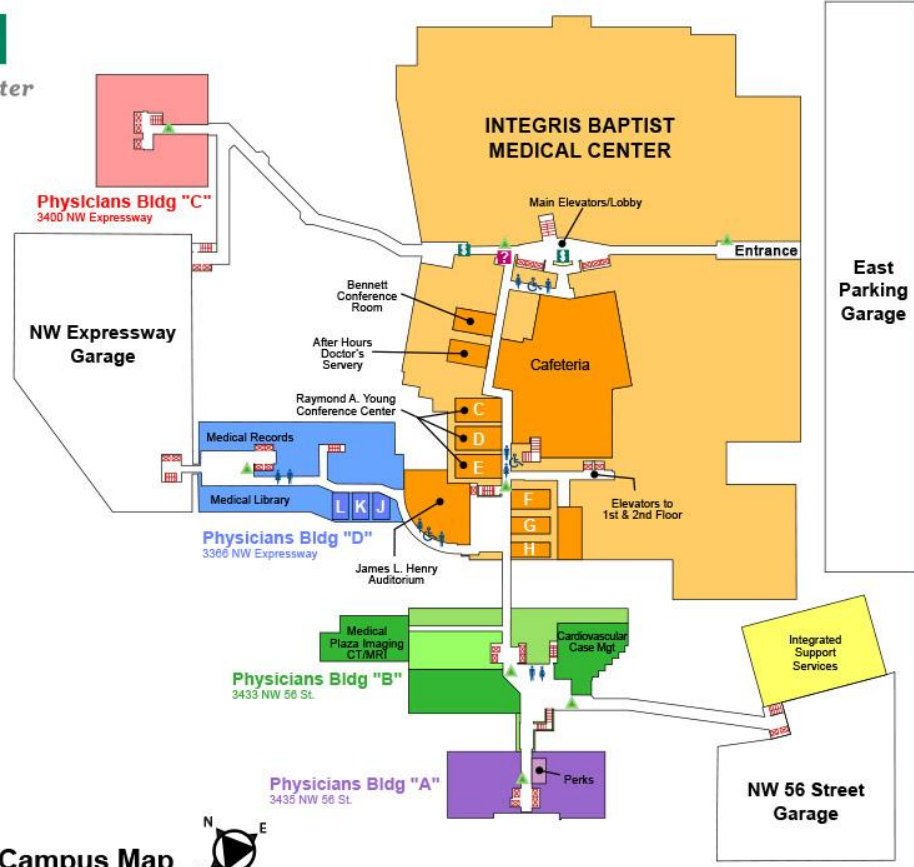 ter
INTEGRIS BAPTIST
MEDICAL CENTER
Main Elevators/Lobby
?
Entrance
East
Parking
Garage
Physicians Bldg "C"
3400 NW Expressway
NW Expressway
Garage
Bennett
Conference
Room
After Hours
Doctor's
Servery
Cafeteria
Raymond A. Young
Conference Center
C
D
E
F
G
H
Elevators to
1st & 2nd Floor
Medical Records
Medical Library
L K J
Physicians Bldg "D"
3366 NW Expressway
James L. Henry
Auditorium
Medical
Plaza Imaging
CT/MRI
Cardiovascular
Case Mgt
Physicians Bldg "B"
3433 NW 56 St.
Integrated
Support
Services
Physicians Bldg "A"
3435 NW 56 St.
Perks
NW 56 Street
Garage
N
E
Campus Map